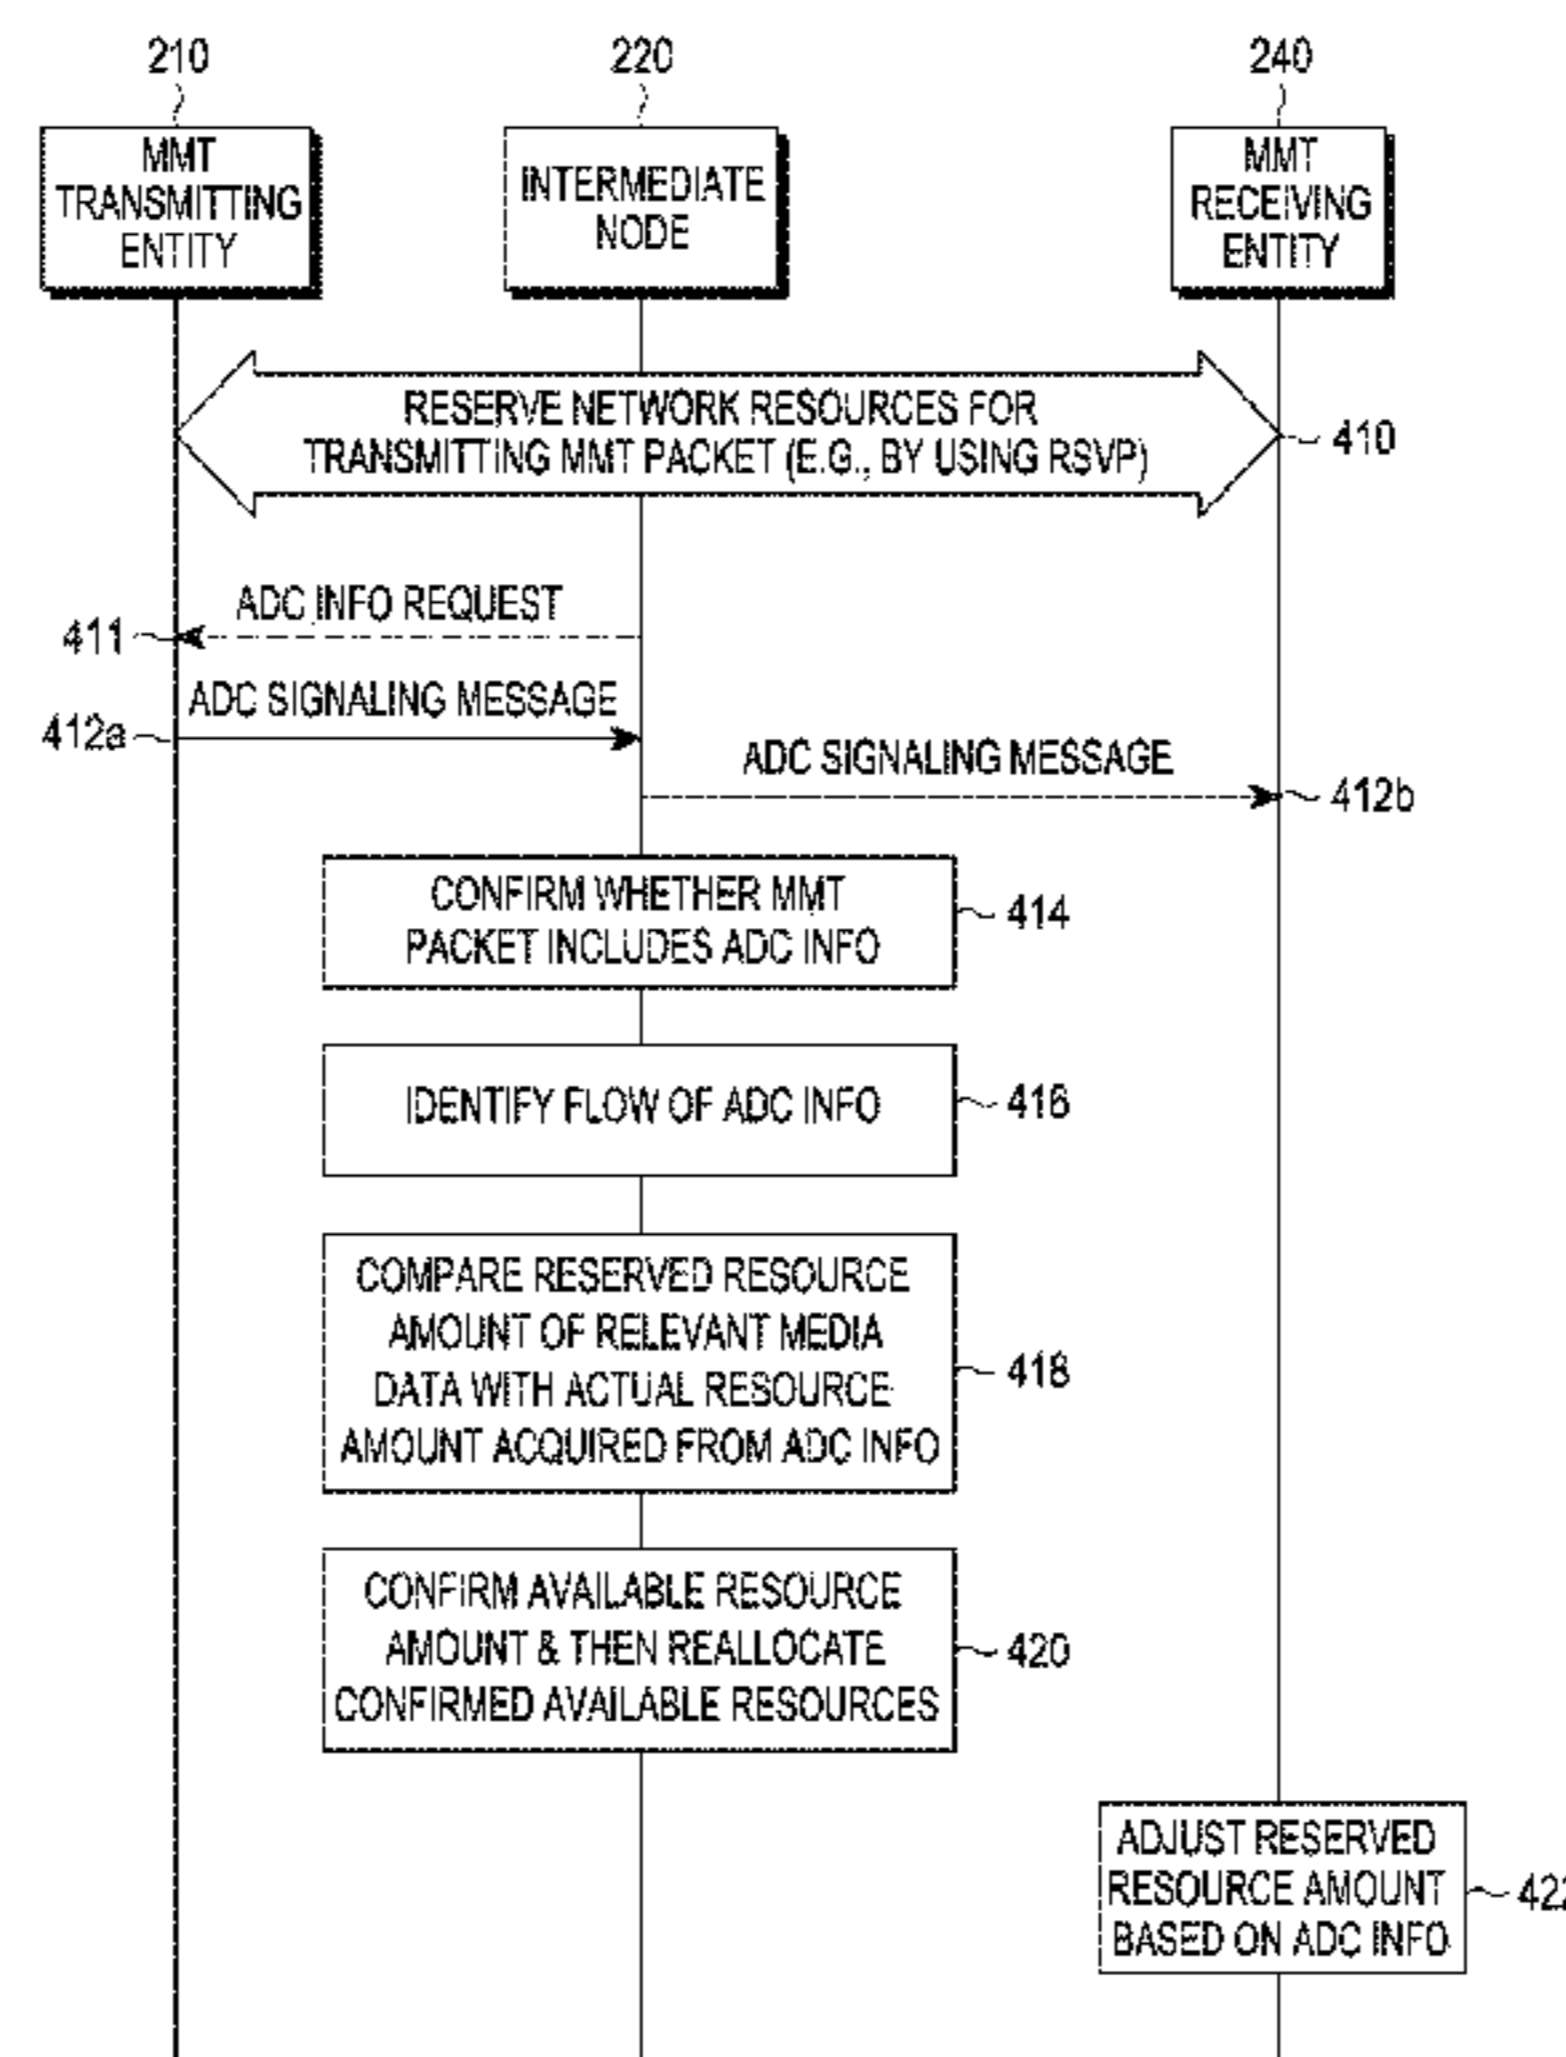 210
220
240
MMT
TRANSMITTING
ENTITY
INTERMEDIATE
NODE
MMT
RECEIVING
ENTITY
RESERVE NETWORK RESOURCES FOR
TRANSMITTING MMT PACKET (E.G., BY USING RSVP)
410
ADC INFO REQUEST
411
ADC SIGNALING MESSAGE
412a
ADC SIGNALING MESSAGE
412b
CONFIRM WHETHER MMT
PACKET INCLUDES ADC INFO
414
IDENTIFY FLOW OF ADC INFO
416
COMPARE RESERVED RESOURCE
AMOUNT OF RELEVANT MEDIA
DATA WITH ACTUAL RESOURCE
AMOUNT ACQUIRED FROM ADC INFO
418
CONFIRM AVAILABLE RESOURCE
AMOUNT & THEN REALLOCATE
CONFIRMED AVAILABLE RESOURCES
420
ADJUST RESERVED
RESOURCE AMOUNT
BASED ON ADC INFO
422